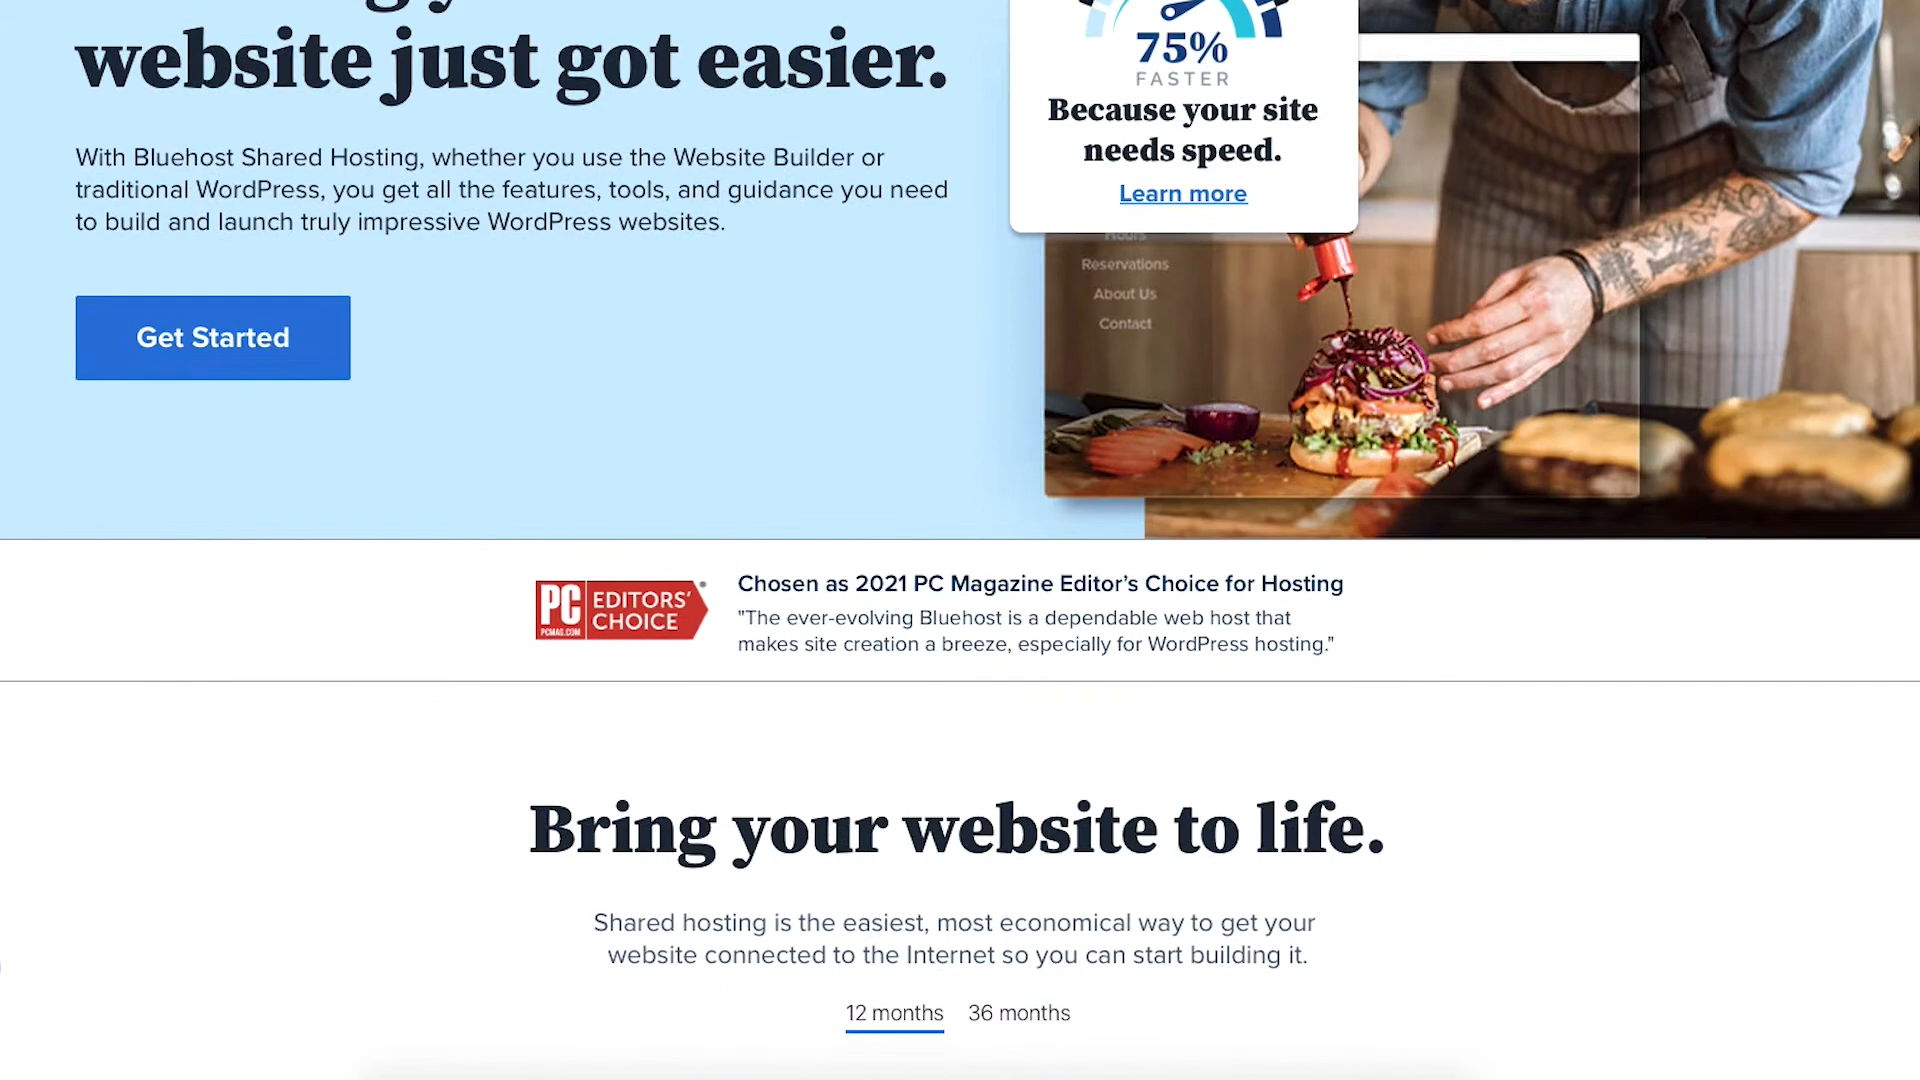 website just got easier.
With Bluehost Shared Hosting, whether you use the Website Builder or
traditional WordPress, you get all the features, tools, and guidance you need
to build and launch truly impressive WordPress websites.
Get Started
75%
FASTER
Because your site
needs speed.
Learn more
Hours
Reservations
About Us
Contact
PC
PCMAG.COM
EDITORS'
CHOICE
Chosen as 2021 PC Magazine Editor’s Choice for Hosting
"The ever-evolving Bluehost is a dependable web host that
makes site creation a breeze, especially for WordPress hosting."
Bring your website to life.
Shared hosting is the easiest, most economical way to get your
website connected to the Internet so you can start building it.
12 months 36 months